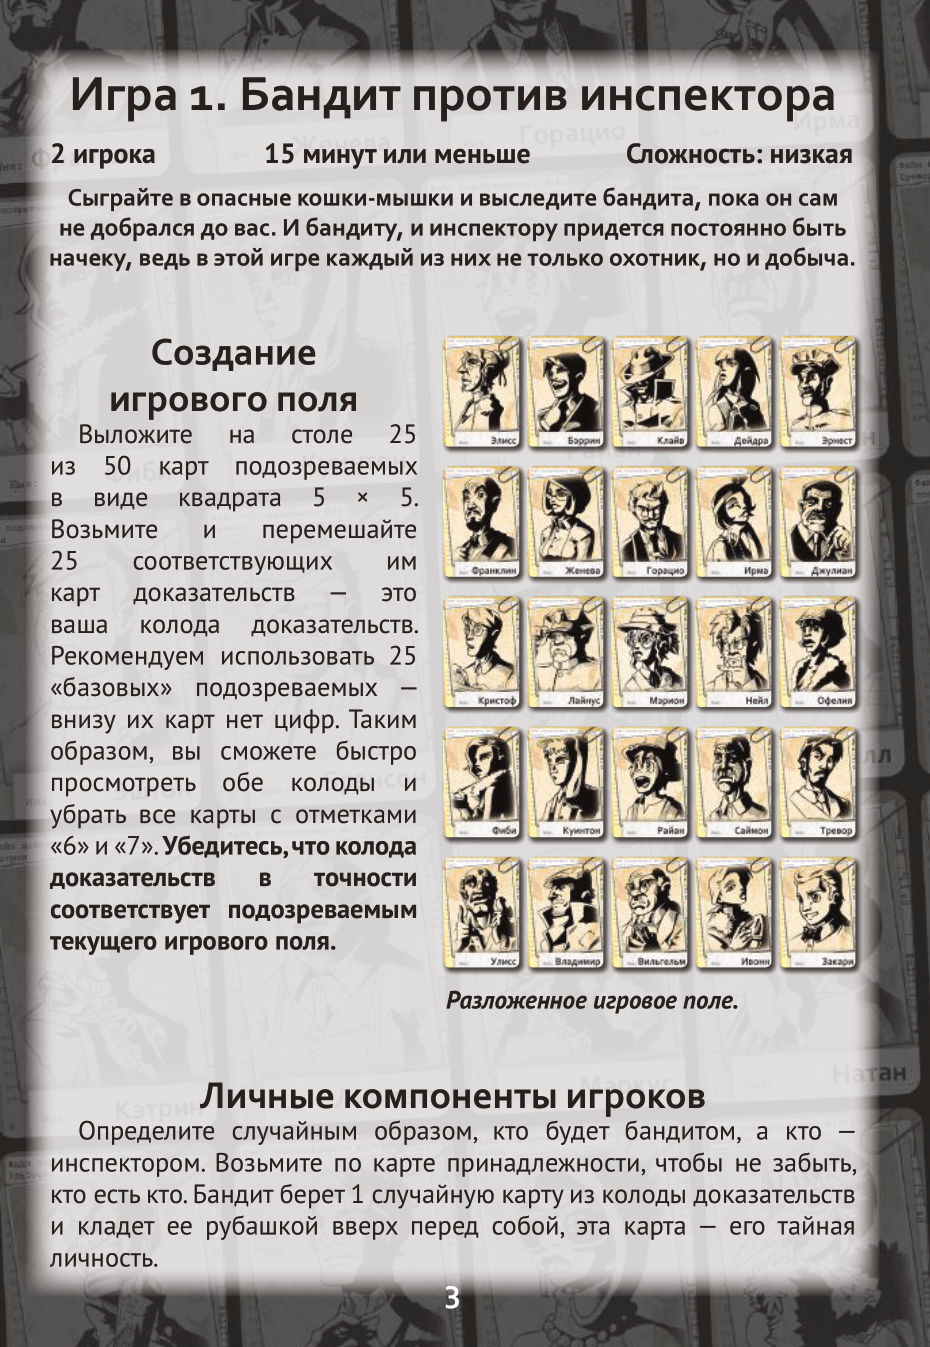 Игра 1. Бандит против инспектора
2 игрока 15 минут или меньше Сложность: низкая
Сыграйте в опасные кошки-мышки и выследите бандита, пока он сам
не добрался до вас. И бандиту, и инспектору придется постоянно быть
начеку, ведь в этой игре каждый из них не только охотник, но и добыча.
Создание
игрового поля
Выложите на столе 25
из 50 карт подозреваемых
в виде квадрата 5 × 5.
Возьмите и перемешайте
25 соответствующих им
карт доказательств — это
ваша колода доказательств.
Рекомендуем использовать 25
«базовых» подозреваемых —
внизу их карт нет цифр. Таким
образом, вы сможете быстро
просмотреть обе колоды и
убрать все карты с отметками
«6» и «7». Убедитесь, что колода
доказательств в точности
соответствует подозреваемым
текущего игрового поля.
Элисс Бэррин Клайв Дейдра Эрнест
Франклин Женева Горацио Ирма Джулиан
Кристоф Лайнус Мэрион Нейл Офелия
Фиби Куинтон Райан Саймон Тревор
Улисс Владимир Вильгельм Ивонн Закари
Разложенное игровое поле.
Личные компоненты игроков
Определите случайным образом, кто будет бандитом, а кто —
инспектором. Возьмите по карте принадлежности, чтобы не забыть,
кто есть кто. Бандит берет 1 случайную карту из колоды доказательств
и кладет ее рубашкой вверх перед собой, эта карта — его тайная
личность.
3
Женева
Горацио
Ирма
Кэтрин
Маркус
Натан